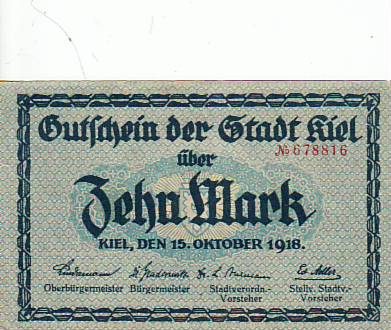 Gutschein der Stadt Kiel
№ 678816
über
Zehn Mark
KIEL, DEN 15. OKTOBER 1918.
Oberbürgermeister Bürgermeister Stadtverordn.- Stellv. Stadtv.-
Vorsteher Vorsteher